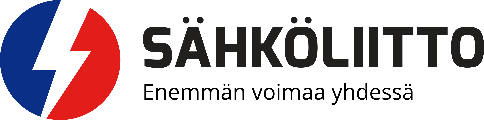 SÄHKÖLIITTO
Enemmän voimaa yhdessä